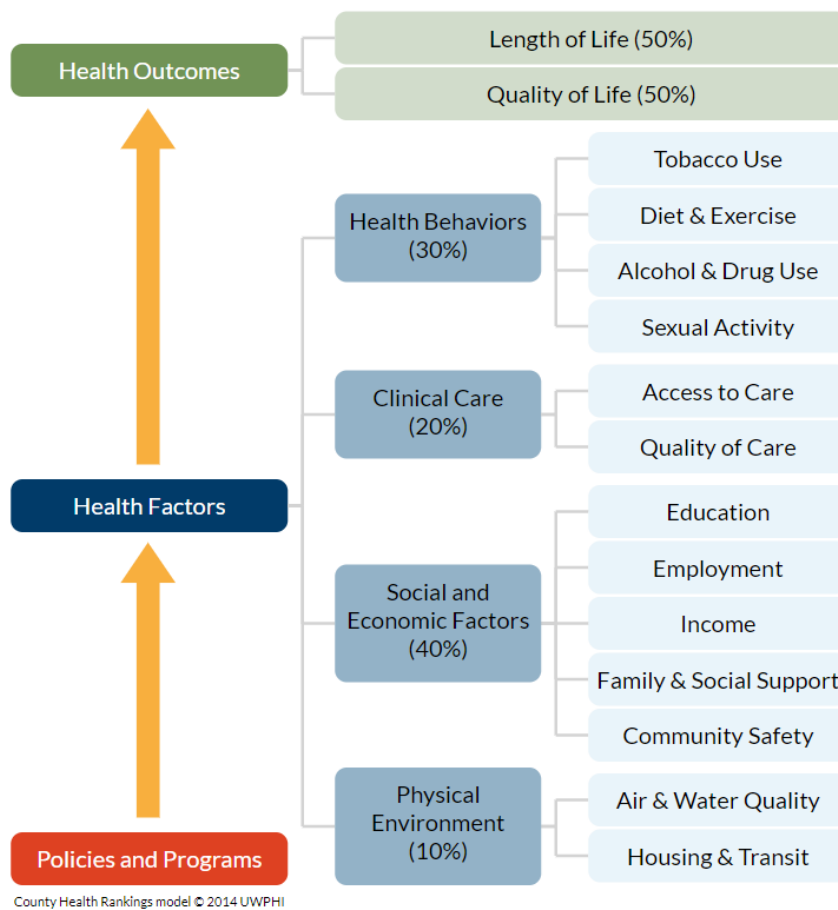 Health Outcomes
Length of Life (50%)
Quality of Life (50%)
Health Factors
Health Behaviors
(30%)
Tobacco Use
Diet & Exercise
Alcohol & Drug Use
Sexual Activity
Clinical Care
(20%)
Access to Care
Quality of Care
Social and
Economic Factors
(40%)
Education
Employment
Income
Family & Social Support
Community Safety
Physical
Environment
(10%)
Air & Water Quality
Housing & Transit
Policies and Programs
County Health Rankings model © 2014 UWPHI